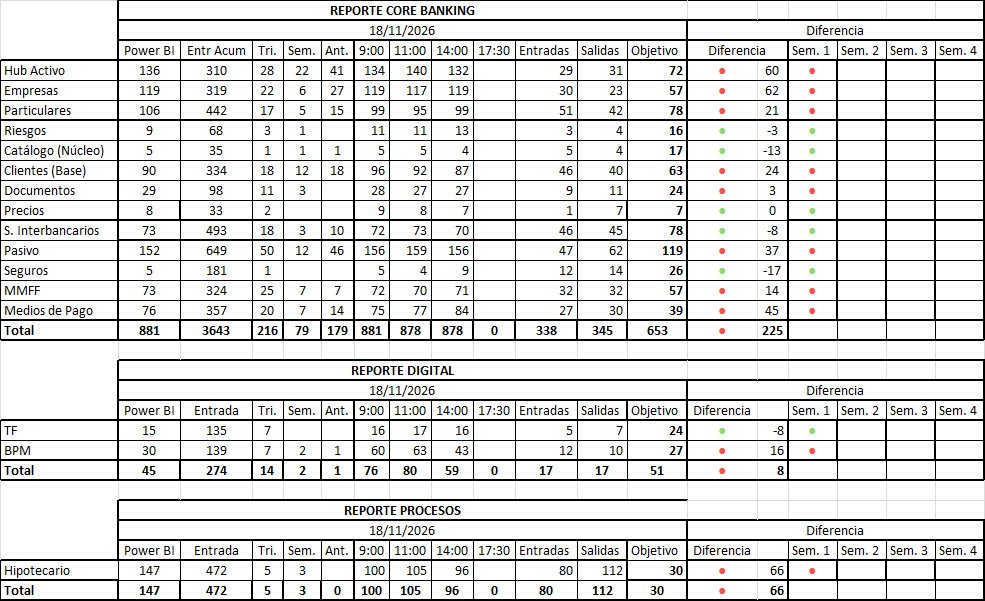 REPORTE CORE BANKING
18/11/2026 Diferencia
Power BI Entr Acum Tri. Sem. Ant. 9:00 11:00 14:00 17:30 Entradas Salidas Objetivo Diferencia Sem. 1 Sem. 2 Sem. 3 Sem. 4
Hub Activo 136 310 28 22 41 134 140 132 29 31 72 60
Empresas 119 319 22 6 27 119 117 119 30 23 57 62
Particulares 106 442 17 5 15 99 95 99 51 42 78 21
Riesgos 9 68 3 1 11 11 13 3 4 16 -3
Catálogo (Núcleo) 5 35 1 1 1 5 5 4 5 4 17 -13
Clientes (Base) 90 334 18 12 18 96 92 87 46 40 63 24
Documentos 29 98 11 3 28 27 27 9 11 24 3
Precios 8 33 2 9 8 7 1 7 7 0
S. Interbancarios 73 493 18 3 10 72 73 70 46 45 78 -8
Pasivo 152 649 50 12 46 156 159 156 47 62 119 37
Seguros 5 181 1 5 4 9 12 14 26 -17
MMFF 73 324 25 7 7 72 70 71 32 32 57 14
Medios de Pago 76 357 20 7 14 75 77 84 27 30 39 45
Total 881 3643 216 79 179 881 878 878 0 338 345 653 225
REPORTE DIGITAL
18/11/2026 Diferencia
Power BI Entrada Tri. Sem. Ant. 9:00 11:00 14:00 17:30 Entradas Salidas Objetivo Diferencia Sem. 1 Sem. 2 Sem. 3 Sem. 4
TF 15 135 7 16 17 16 5 7 24 -8
BPM 30 139 7 2 1 60 63 43 12 10 27 16
Total 45 274 14 2 1 76 80 59 0 17 17 51 8
REPORTE PROCESOS
18/11/2026 Diferencia
Power BI Entrada Tri. Sem. Ant. 9:00 11:00 14:00 17:30 Entradas Salidas Objetivo Diferencia Sem. 1 Sem. 2 Sem. 3 Sem. 4
Hipotecario 147 472 5 3 100 105 96 80 112 30 66
Total 147 472 5 3 0 100 105 96 0 80 112 30 66